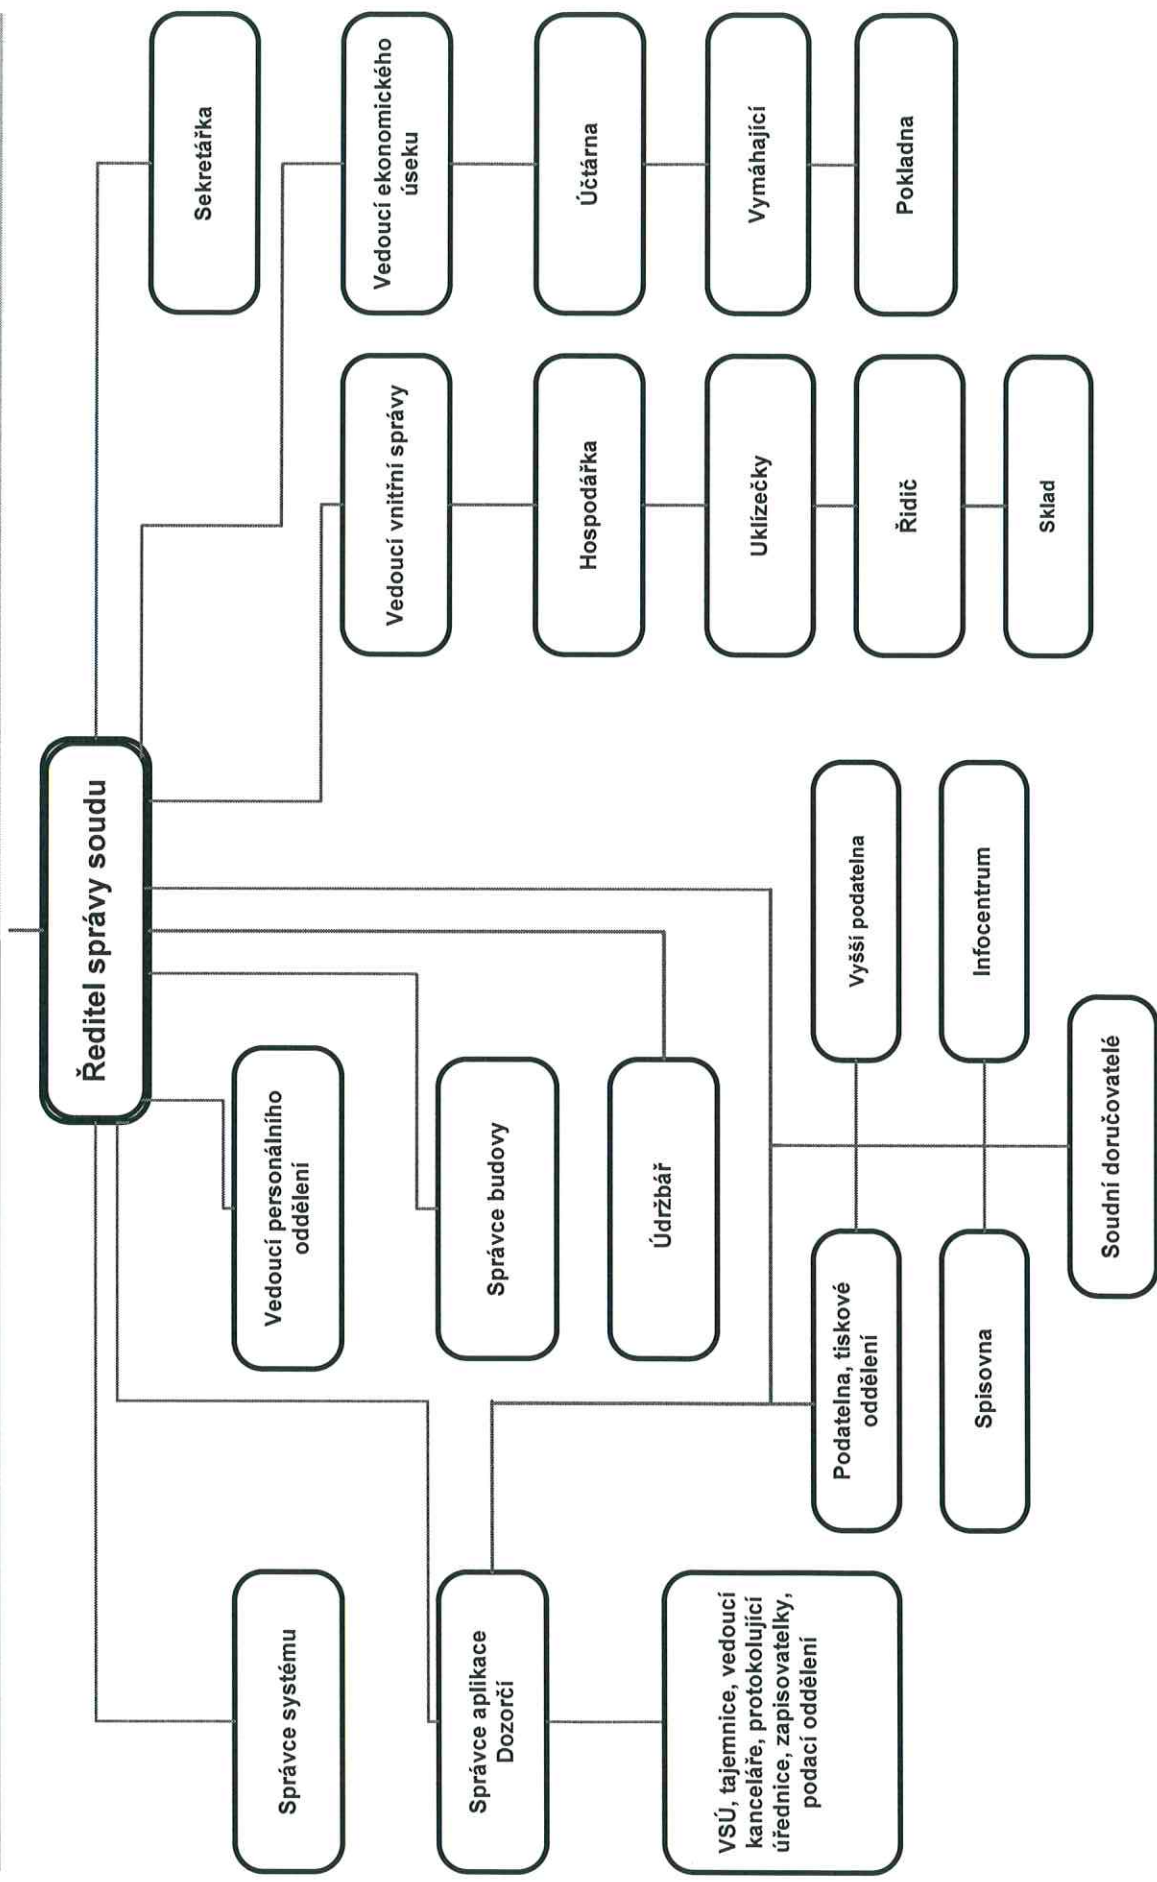 Ředitel správy soudu
Sekretářka
Správce systému
Vedoucí personálního
oddělení
Vedoucí vnitřní správy
Vedoucí ekonomického
úseku
Správce aplikace
Dozorčí
Správce budovy
Hospodářka
Účtárna
VSÚ, tajemnice, vedoucí
kanceláře, protokolující
úřednice, zapisovatelky,
podací oddělení
Údržbář
Uklízečky
Vymáhající
Podatelna, tiskové
oddělení
Vyšší podatelna
Řidič
Pokladna
Spisovna
Infocentrum
Sklad
Soudní doručovatelé